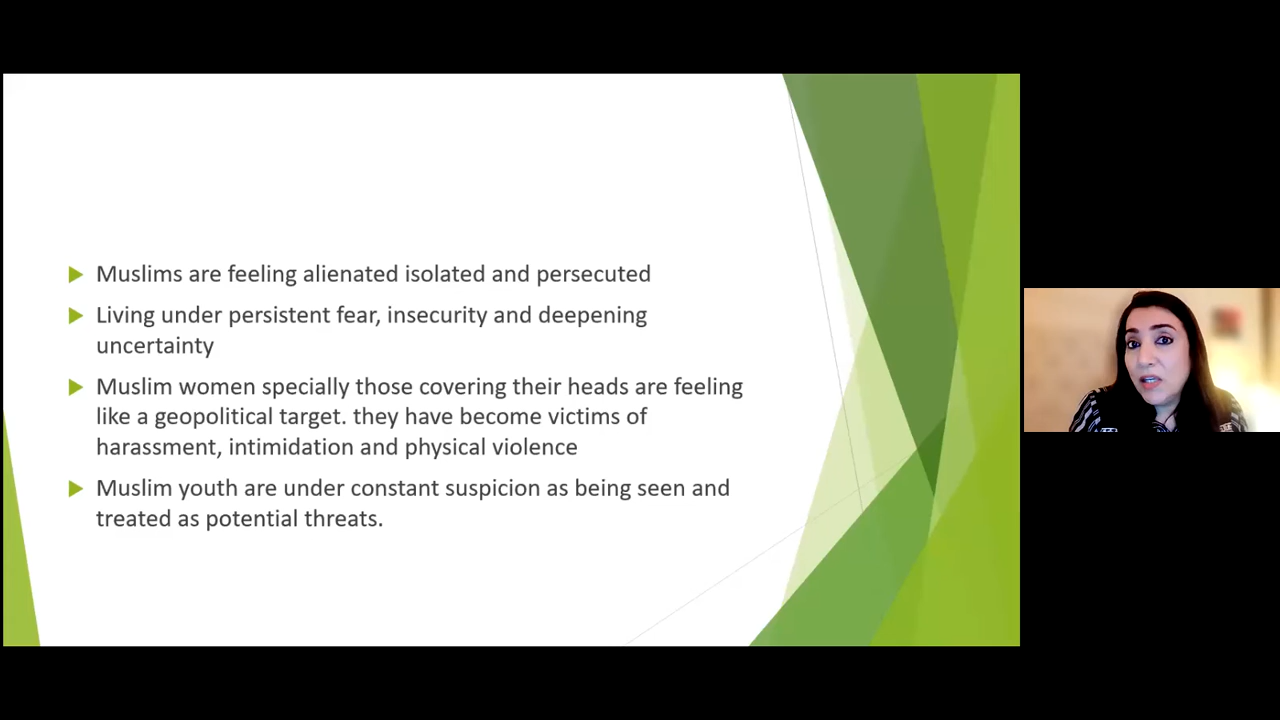 Muslims are feeling alienated isolated and persecuted
Living under persistent fear, insecurity and deepening
uncertainty
Muslim women specially those covering their heads are feeling
like a geopolitical target. they have become victims of
harassment, intimidation and physical violence
Muslim youth are under constant suspicion as being seen and
treated as potential threats.